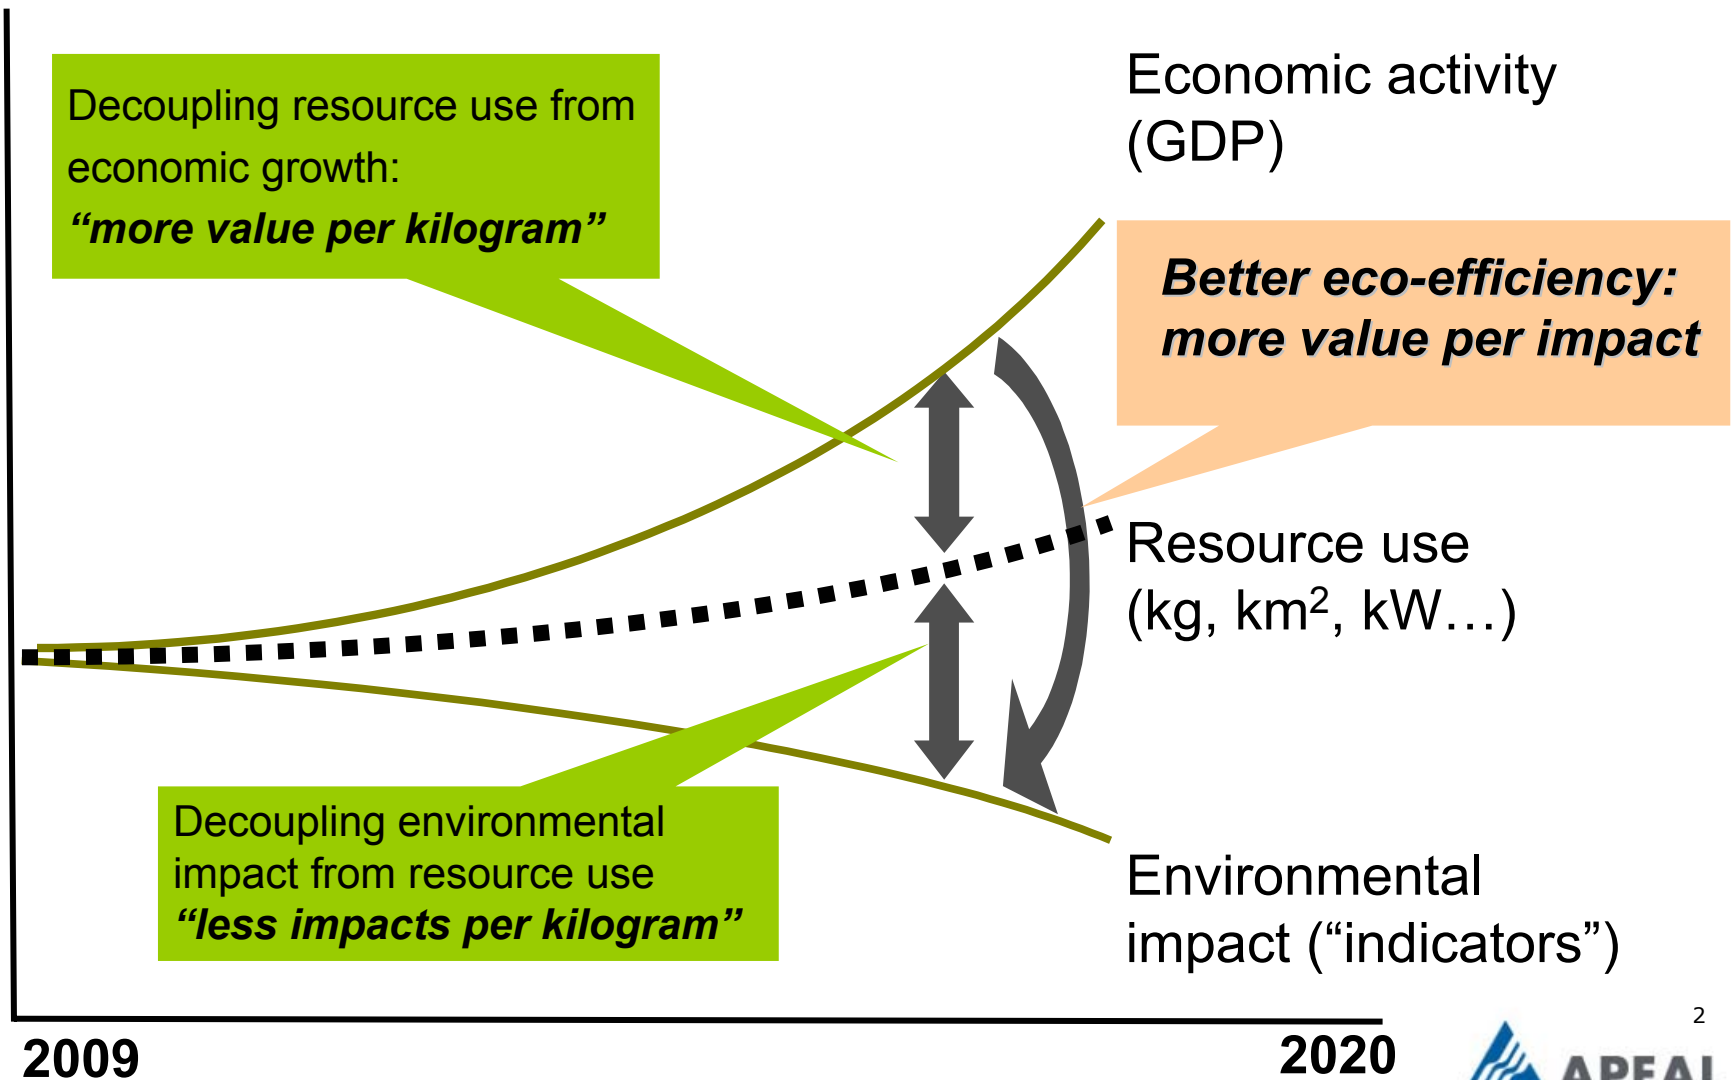 Decoupling resource use from
economic growth:
“more value per kilogram”
Economic activity
(GDP)
Better eco-efficiency:
more value per impact
Resource use
(kg, km², kW…)
Decoupling environmental
impact from resource use
“less impacts per kilogram”
Environmental
impact (“indicators”)
2009
2020
2
APEAL